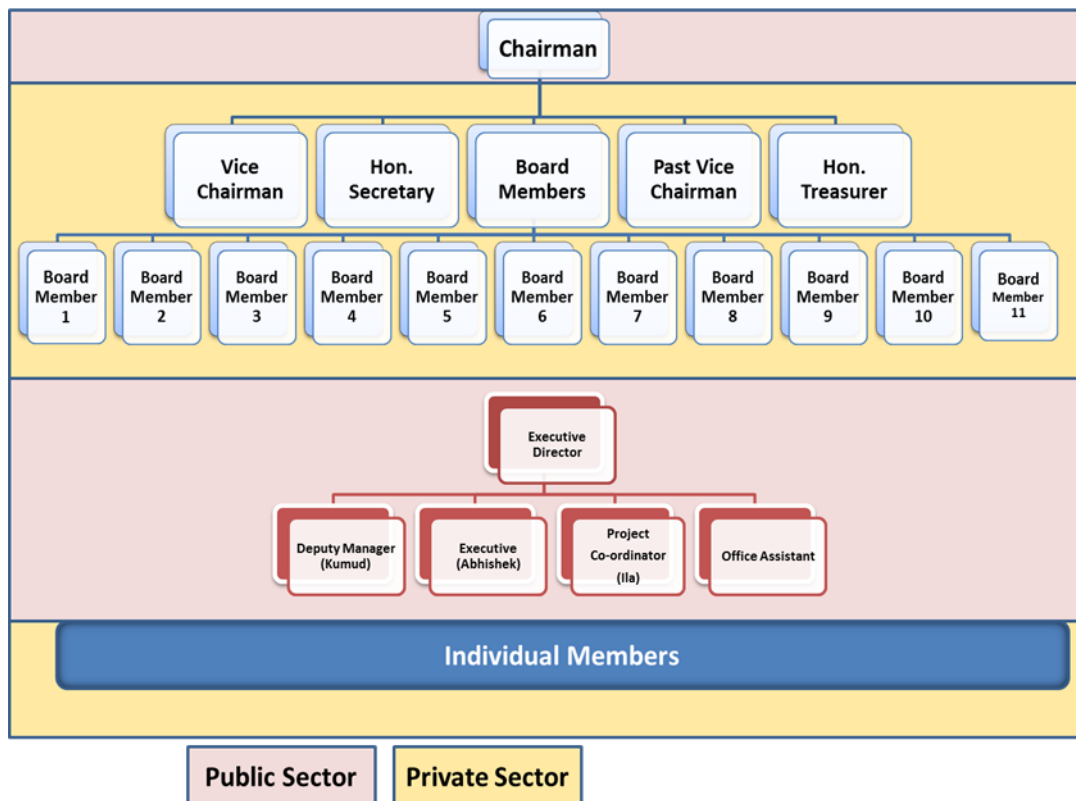 Chairman
Vice
Chairman
Hon.
Secretary
Board
Members
Past Vice
Chairman
Hon.
Treasurer
Board
Member
1
Board
Member
2
Board
Member
3
Board
Member
4
Board
Member
5
Board
Member
6
Board
Member
7
Board
Member
8
Board
Member
9
Board
Member
10
Board
Member
11
Executive
Director
Deputy Manager
(Kumud)
Executive
(Abhishek)
Project
Co-ordinator
(Ila)
Office Assistant
Individual Members
Public Sector
Private Sector